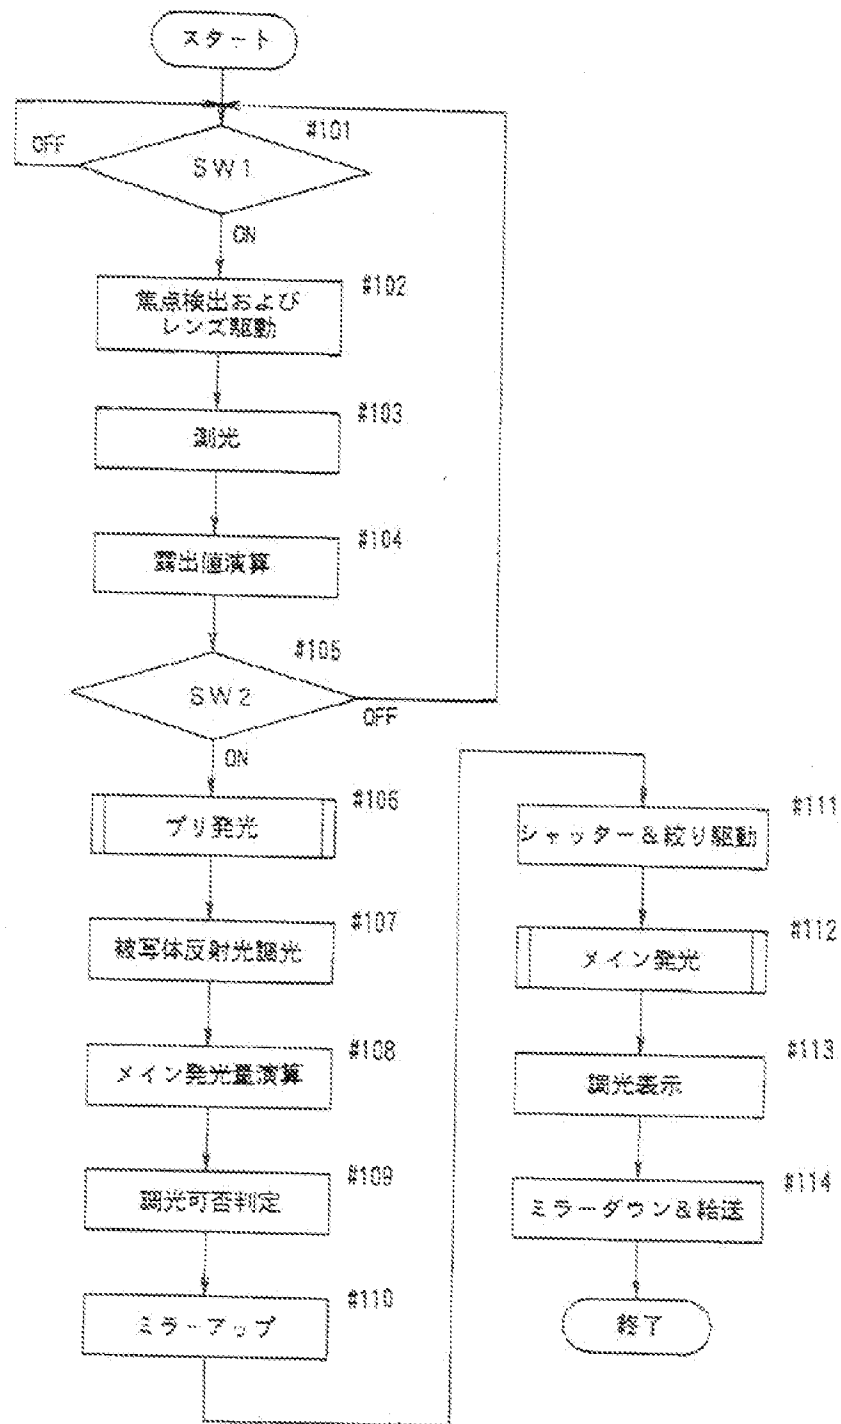 スタート
#101
OFF
SW1
ON
#102
焦点検出および
レンズ駆動
#103
測光
#104
露出値演算
#105
SW2
OFF
ON
#106
プリ発光
#107
被写体反射光調光
#108
メイン発光量演算
#109
調光可否判定
#110
ミラーアップ
#111
シャッター&絞り駆動
#112
メイン発光
#113
調光表示
#114
ミラーダウン&給送
終了